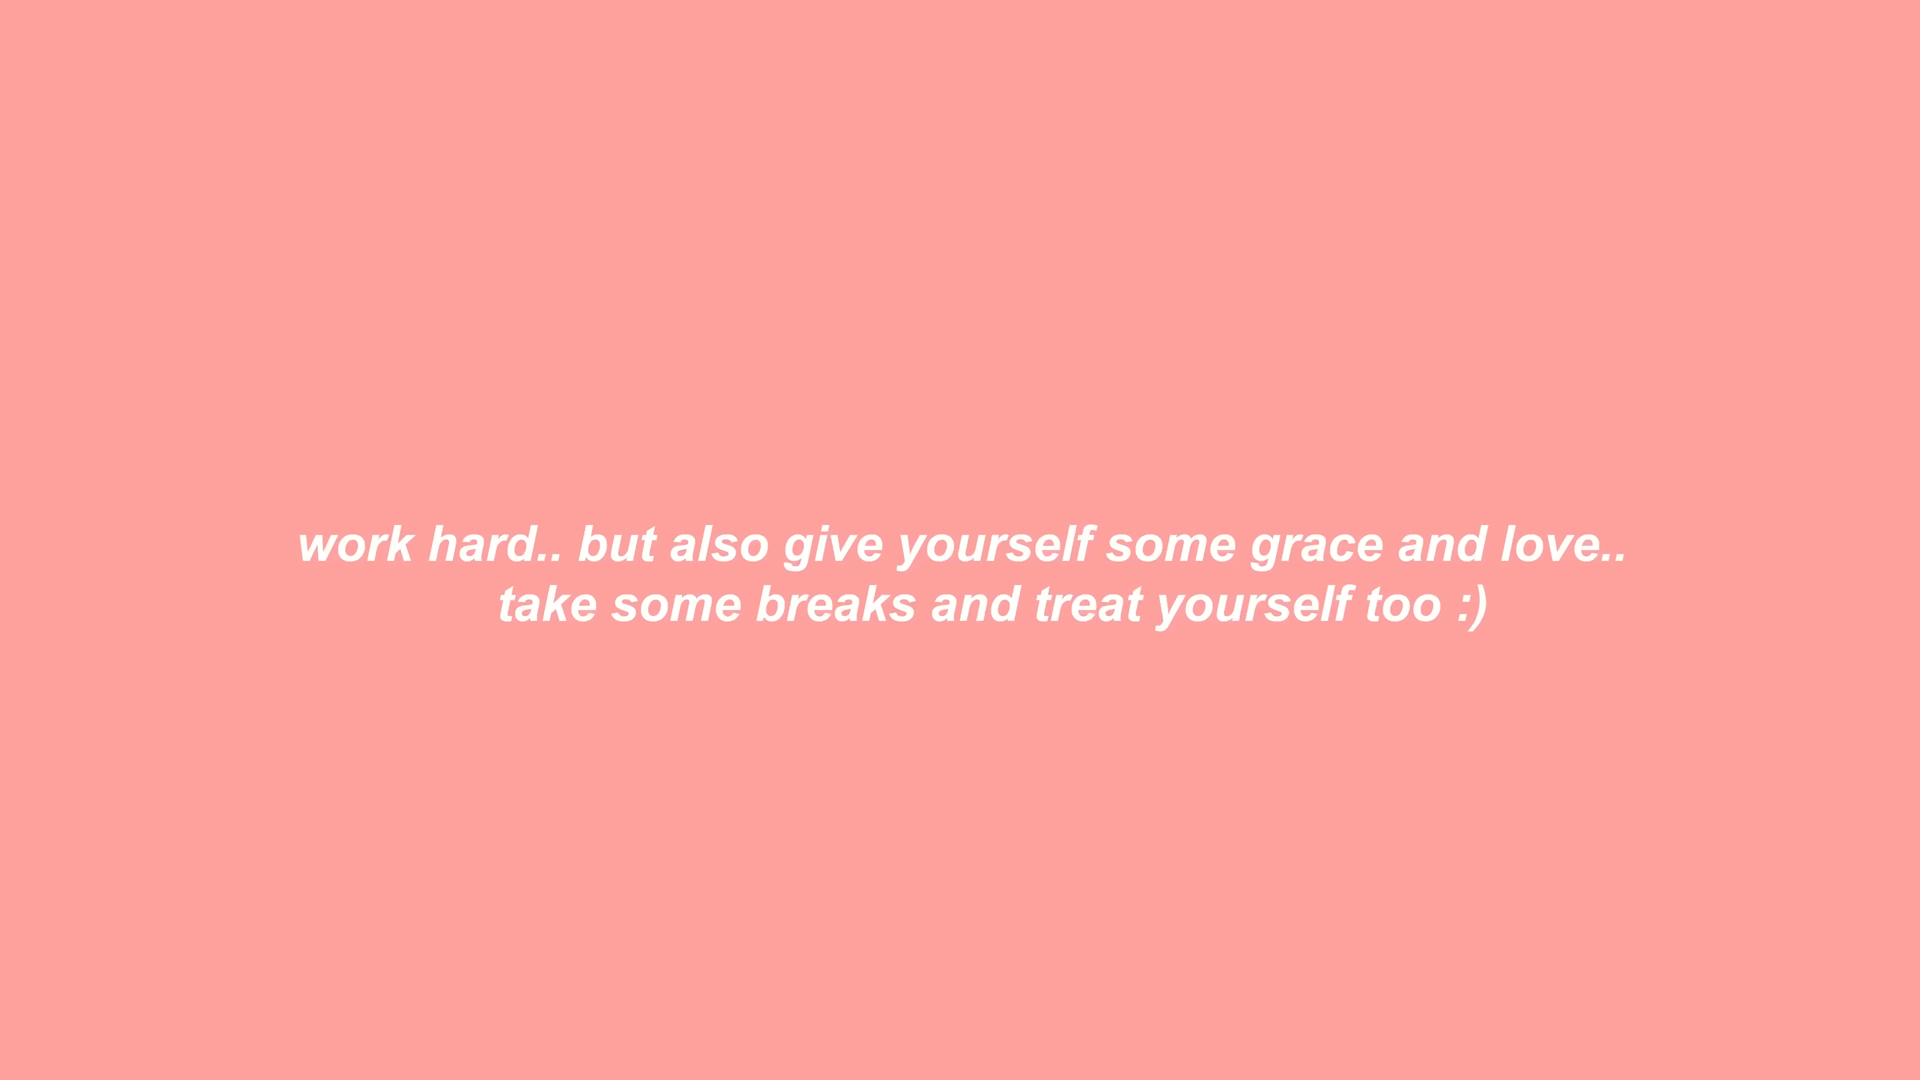 work hard.. but also give yourself some grace and love..
take some breaks and treat yourself too :)